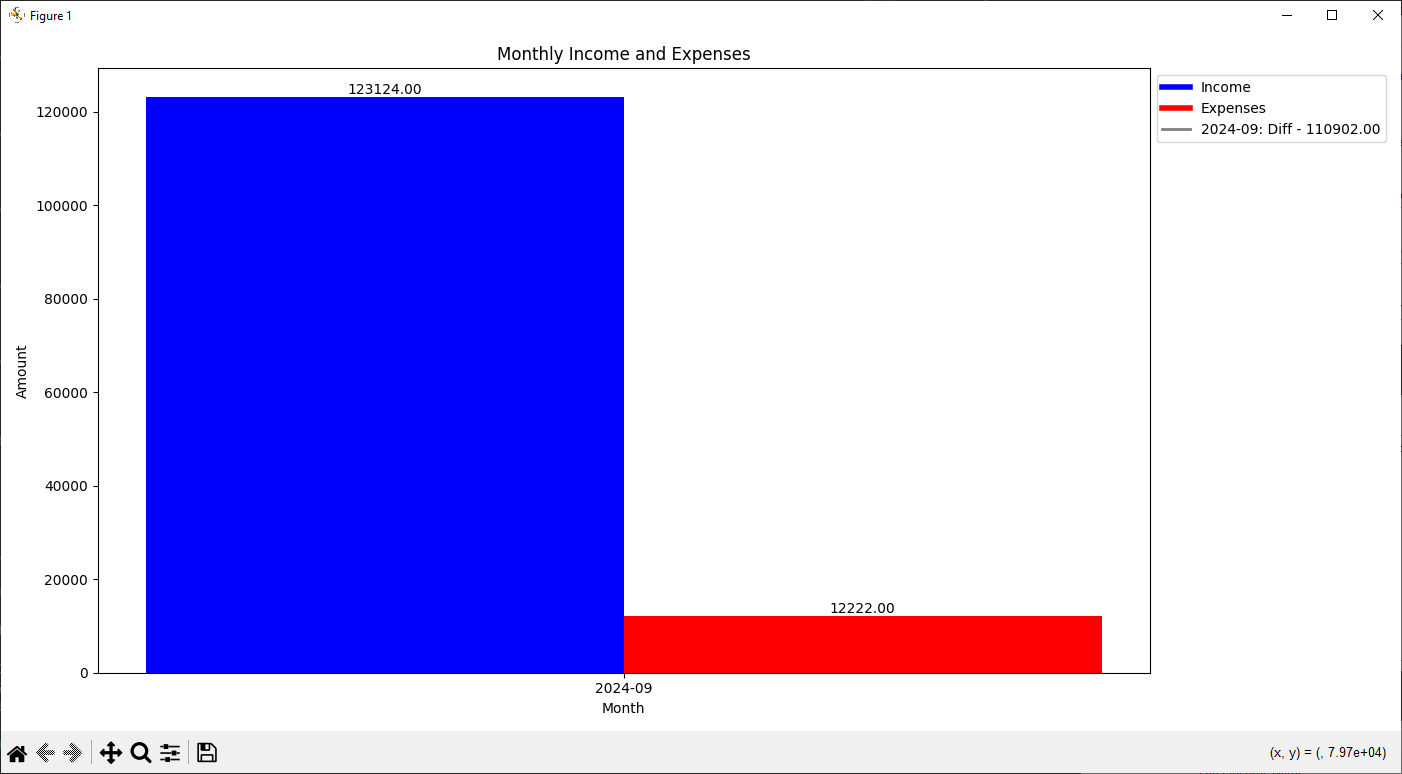 Figure 1
Monthly Income and Expenses
123124.00
Income
Expenses
2024-09: Diff - 110902.00
120000
100000
80000
60000
40000
20000
0
Amount
12222.00
2024-09
Month
(x, y) = (, 7.97e+04)